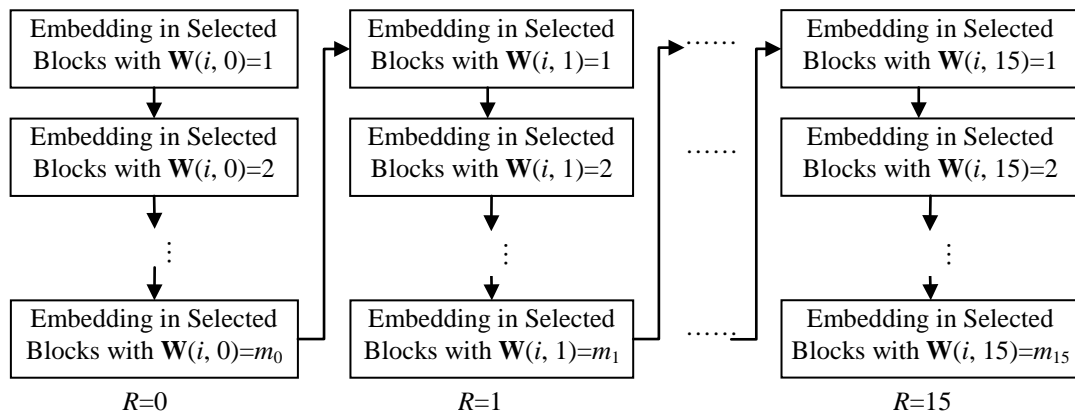 Embedding in Selected
Blocks with W(i, 0)=1
Embedding in Selected
Blocks with W(i, 0)=2
⋮
Embedding in Selected
Blocks with W(i, 0)=m₀
R=0
Embedding in Selected
Blocks with W(i, 1)=1
Embedding in Selected
Blocks with W(i, 1)=2
⋮
Embedding in Selected
Blocks with W(i, 1)=m₁
R=1
……
……
……
Embedding in Selected
Blocks with W(i, 15)=1
Embedding in Selected
Blocks with W(i, 15)=2
⋮
Embedding in Selected
Blocks with W(i, 15)=m₁₅
R=15